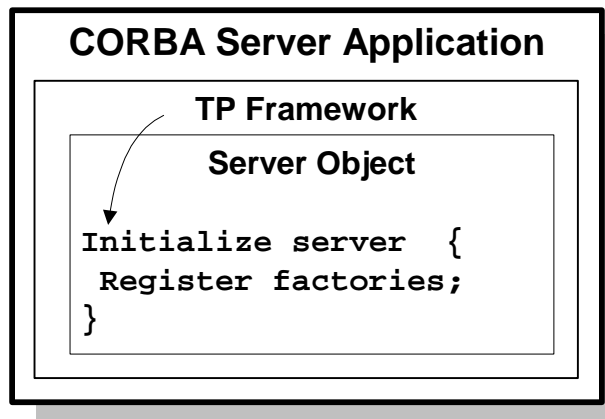 CORBA Server Application
TP Framework
Server Object
Initialize server  {
 Register factories;
}